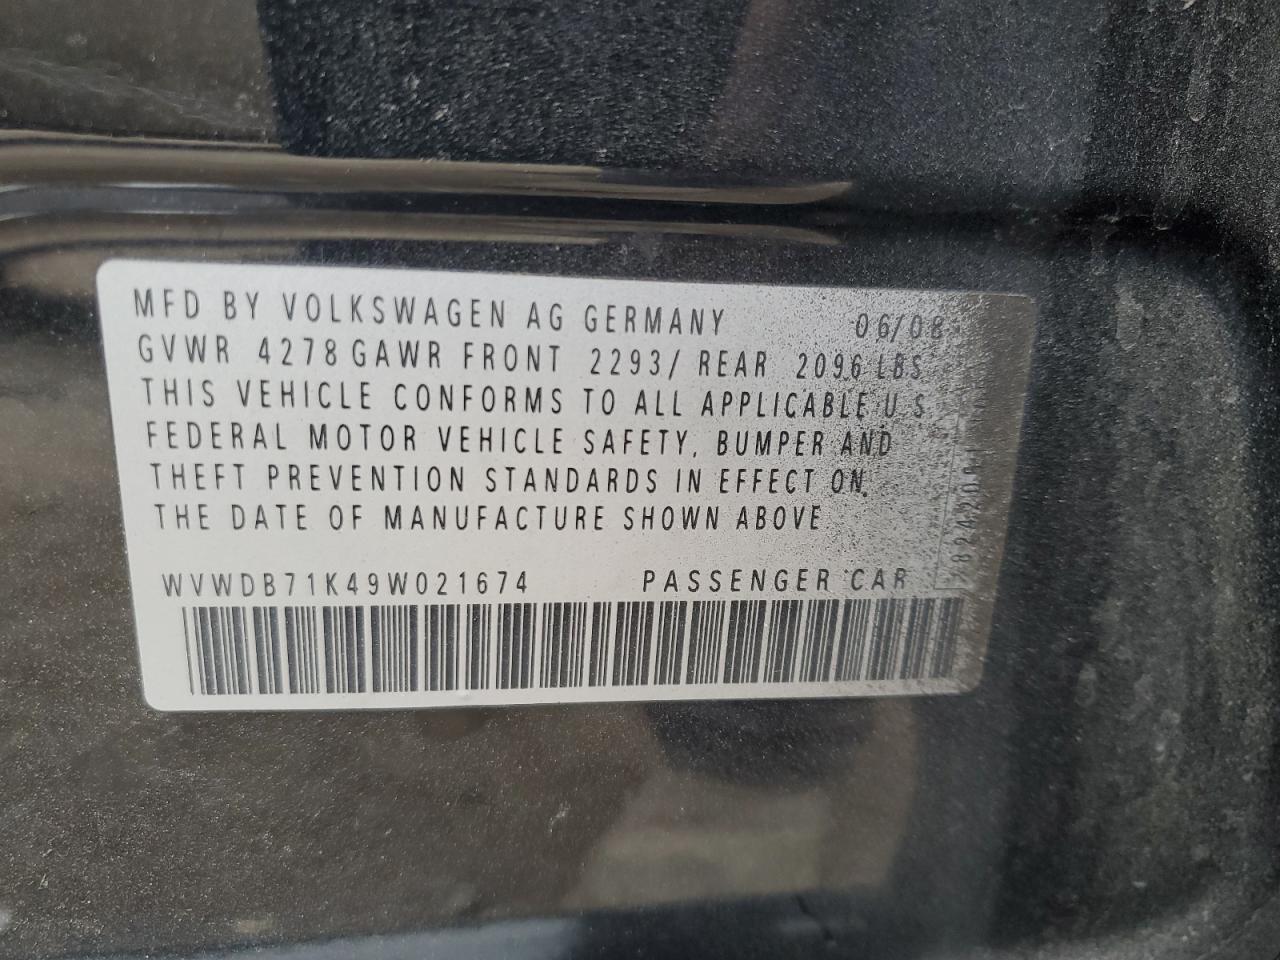 MFD BY VOLKSWAGEN AG GERMANY 06/08
GVWR 4278 GAWR FRONT 2293/ REAR 2096 LBS
THIS VEHICLE CONFORMS TO ALL APPLICABLE U.S
FEDERAL MOTOR VEHICLE SAFETY, BUMPER AND
THEFT PREVENTION STANDARDS IN EFFECT ON
THE DATE OF MANUFACTURE SHOWN ABOVE
WVWDB71K49W021674 PASSENGER CAR